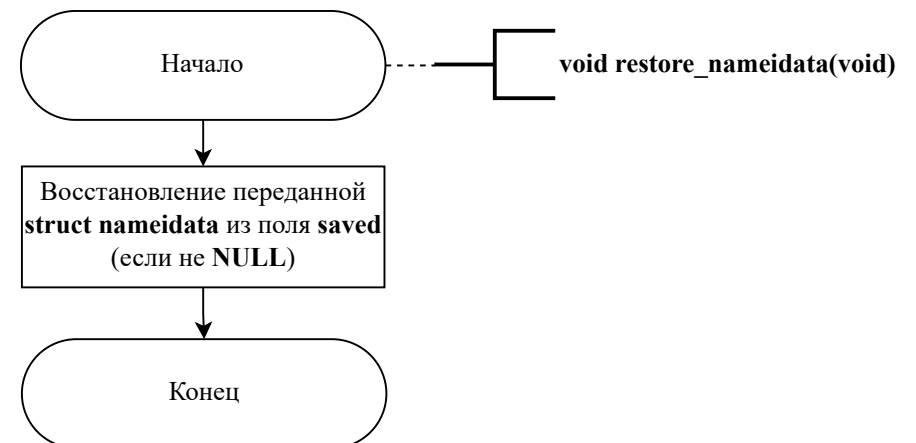 Начало
void restore_nameidata(void)
Восстановление переданной
struct nameidata из поля saved
(если не NULL)
Конец